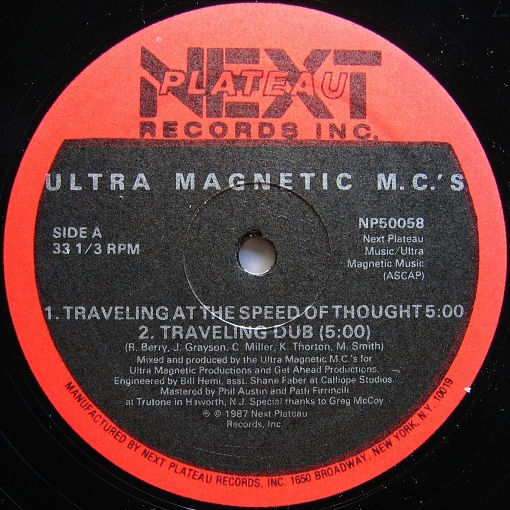 NEXT
PLATEAU
RECORDS INC.
ULTRA MAGNETIC M.C.'S
SIDE A
33 1/3 RPM
NP50058
Next Plateau
Music/Ultra
Magnetic Music
(ASCAP)
1. TRAVELING AT THE SPEED OF THOUGHT 5:00
2. TRAVELING DUB (5:00)
(R. Berry, J. Grayson, C. Miller, K. Thorton, M. Smith)
Mixed and produced by the Ultra Magnetic M.C.'s for
Ultra Magnetic Productions and Get Ahead Productions.
Engineered by Bill Hemi, asst. Shane Faber at Calliope Studios.
Mastered by Phil Austin and Patti Firrincili
at Trutone in Haworth, N.J. Special thanks to Greg McCoy
℗ © 1987 Next Plateau
Records, Inc.
MANUFACTURED BY NEXT PLATEAU RECORDS, INC. 1650 BROADWAY, NEW YORK, N.Y. 10019